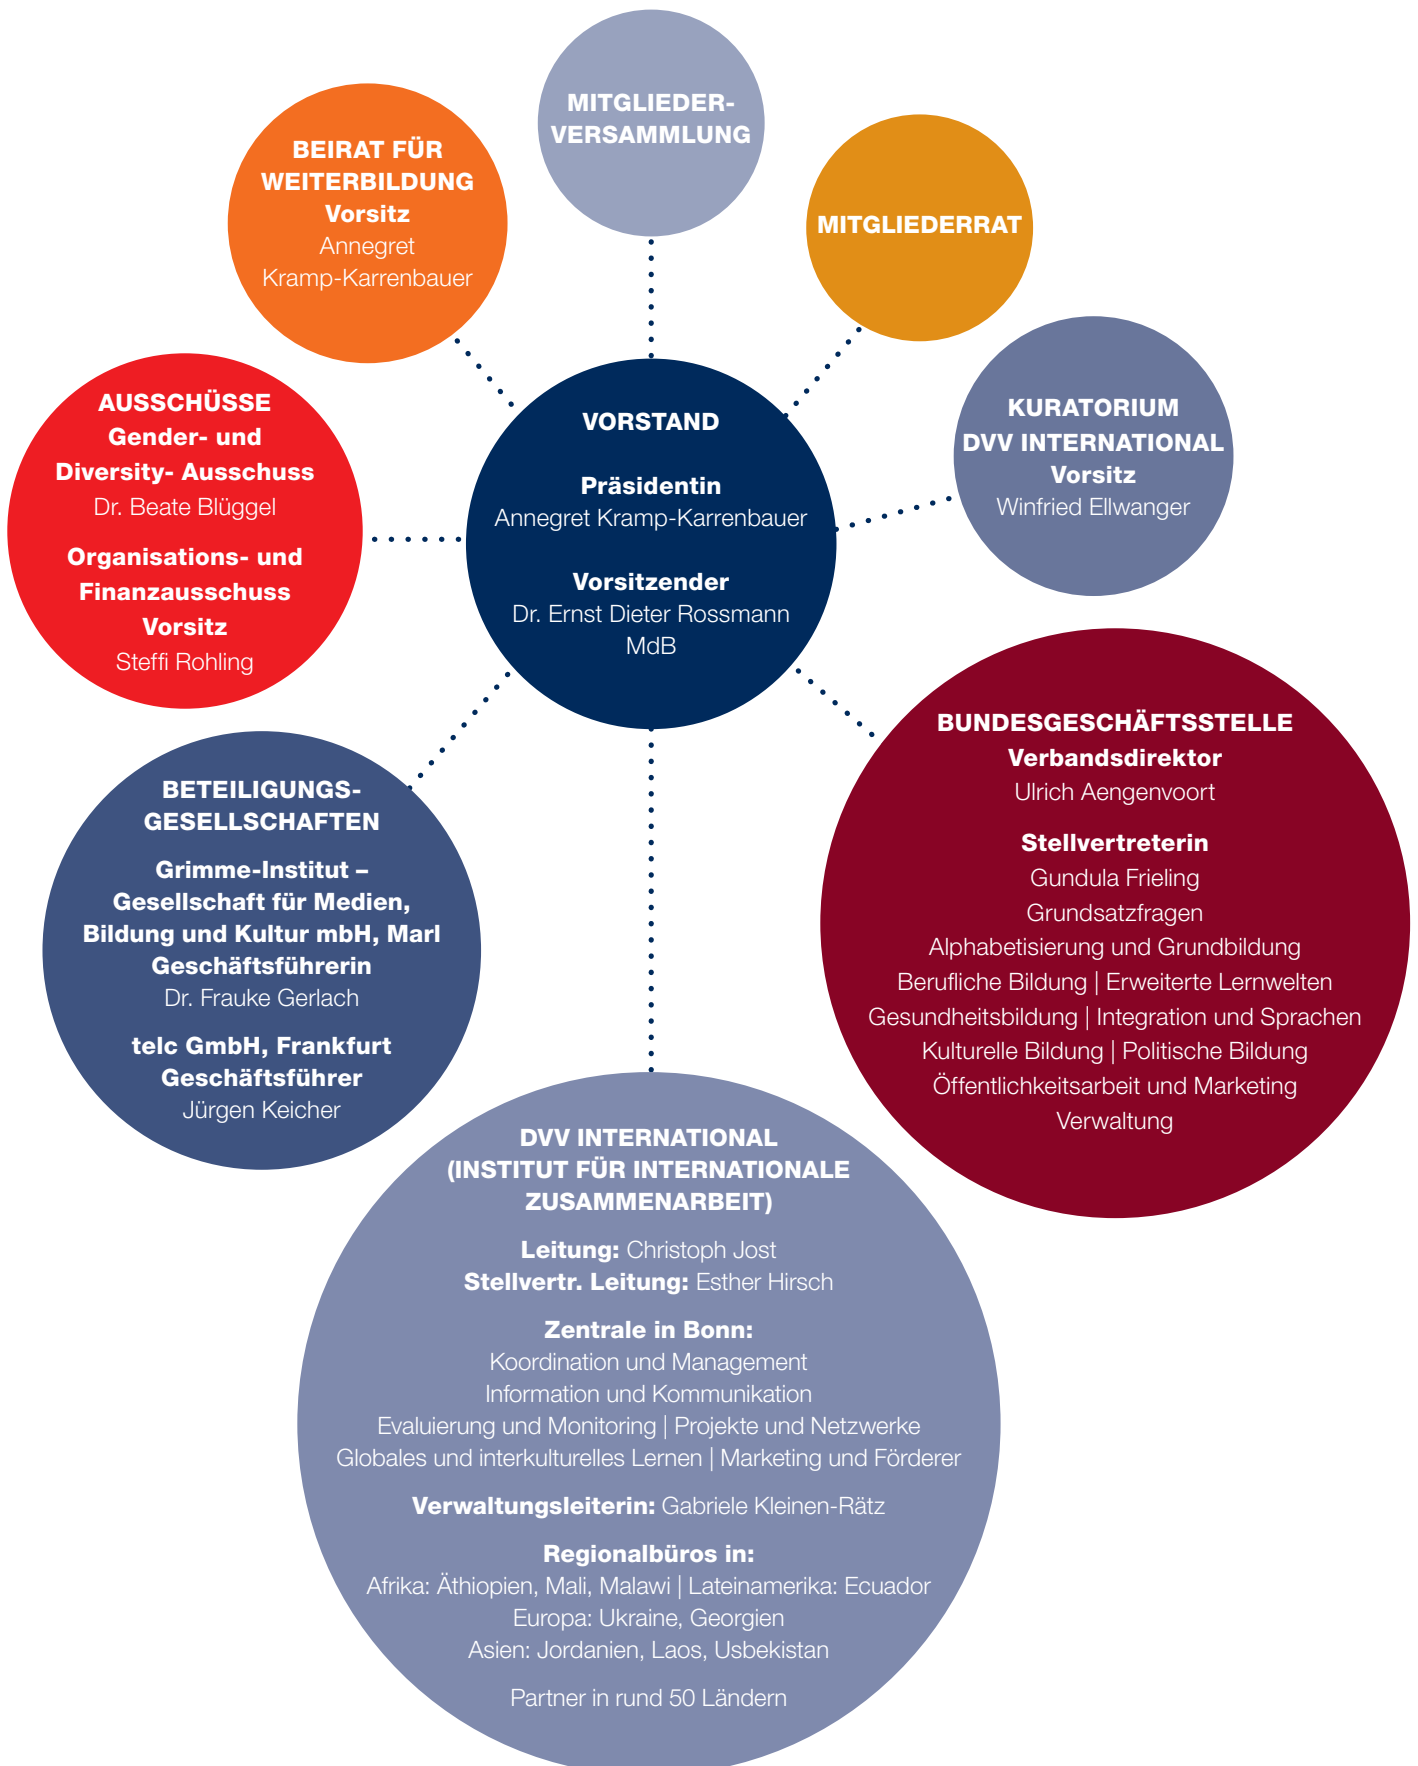 MITGLIEDER-
VERSAMMLUNG
BEIRAT FÜR
WEITERBILDUNG
Vorsitz
Annegret
Kramp-Karrenbauer
MITGLIEDERRAT
AUSSCHÜSSE
Gender- und
Diversity- Ausschuss
Dr. Beate Blüggel
Organisations- und
Finanzausschuss
Vorsitz
Steffi Rohling
VORSTAND
Präsidentin
Annegret Kramp-Karrenbauer
Vorsitzender
Dr. Ernst Dieter Rossmann
MdB
KURATORIUM
DVV INTERNATIONAL
Vorsitz
Winfried Ellwanger
BETEILIGUNGS-
GESELLSCHAFTEN
Grimme-Institut –
Gesellschaft für Medien,
Bildung und Kultur mbH, Marl
Geschäftsführerin
Dr. Frauke Gerlach
telc GmbH, Frankfurt
Geschäftsführer
Jürgen Keicher
BUNDESGESCHÄFTSSTELLE
Verbandsdirektor
Ulrich Aengenvoort
Stellvertreterin
Gundula Frieling
Grundsatzfragen
Alphabetisierung und Grundbildung
Berufliche Bildung | Erweiterte Lernwelten
Gesundheitsbildung | Integration und Sprachen
Kulturelle Bildung | Politische Bildung
Öffentlichkeitsarbeit und Marketing
Verwaltung
DVV INTERNATIONAL
(INSTITUT FÜR INTERNATIONALE
ZUSAMMENARBEIT)
Leitung: Christoph Jost
Stellvertr. Leitung: Esther Hirsch
Zentrale in Bonn:
Koordination und Management
Information und Kommunikation
Evaluierung und Monitoring | Projekte und Netzwerke
Globales und interkulturelles Lernen | Marketing und Förderer
Verwaltungsleiterin: Gabriele Kleinen-Rätz
Regionalbüros in:
Afrika: Äthiopien, Mali, Malawi | Lateinamerika: Ecuador
Europa: Ukraine, Georgien
Asien: Jordanien, Laos, Usbekistan
Partner in rund 50 Ländern